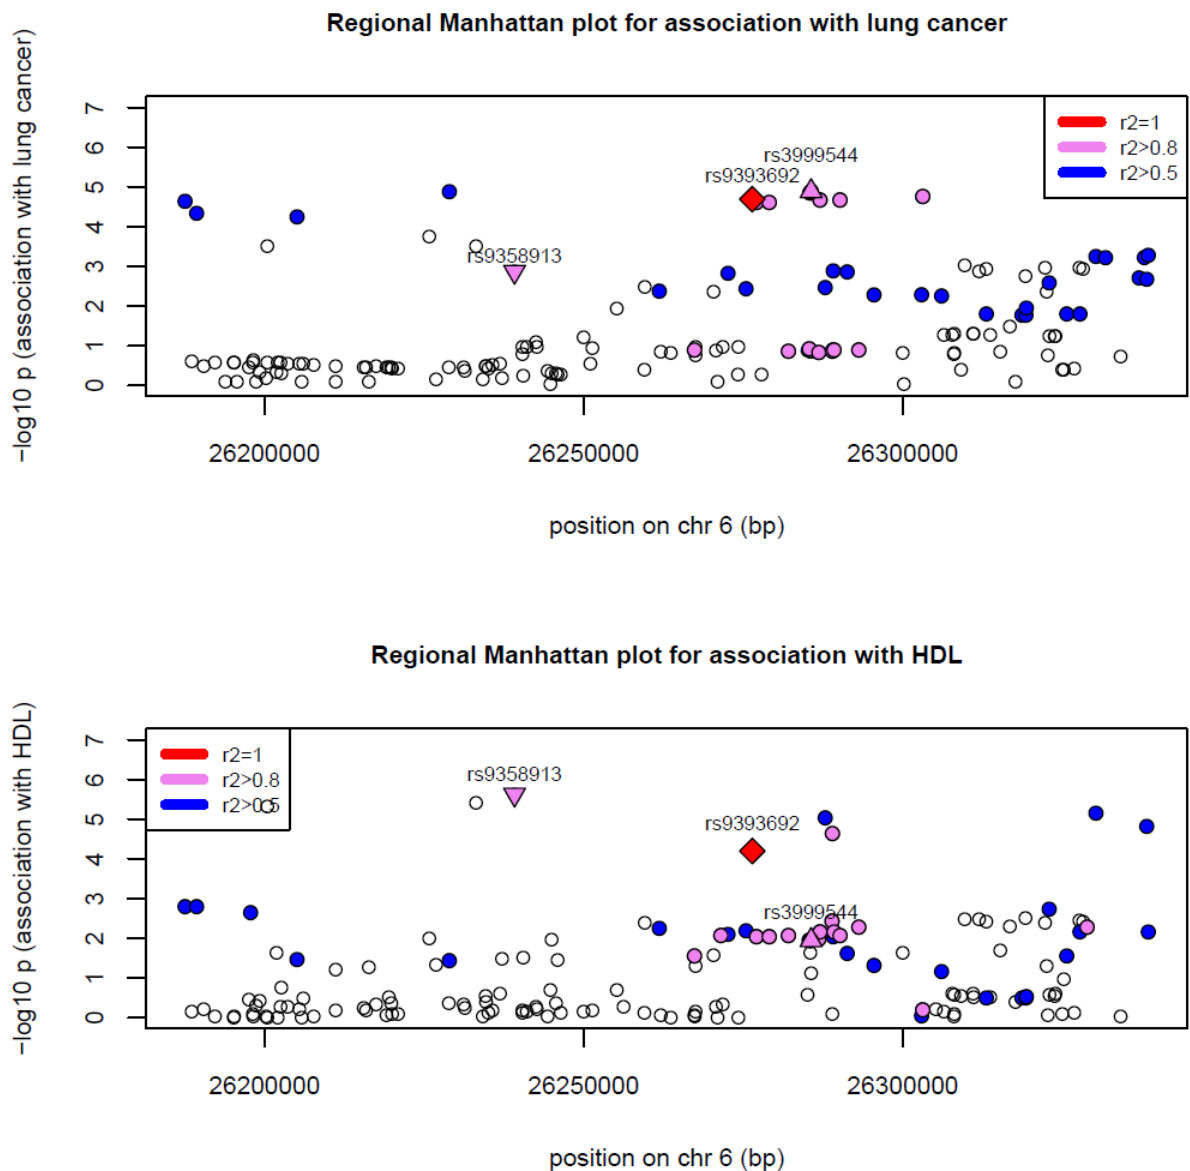 Regional Manhattan plot for association with lung cancer
−log10 p (association with lung cancer)
7
6
5
4
3
2
1
0
r2=1
r2>0.8
r2>0.5
rs3999544
rs9393692
rs9358913
26200000 26250000 26300000
position on chr 6 (bp)
Regional Manhattan plot for association with HDL
−log10 p (association with HDL)
7
6
5
4
3
2
1
0
r2=1
r2>0.8
r2>0.5
rs9358913
rs9393692
rs3999544
26200000 26250000 26300000
position on chr 6 (bp)